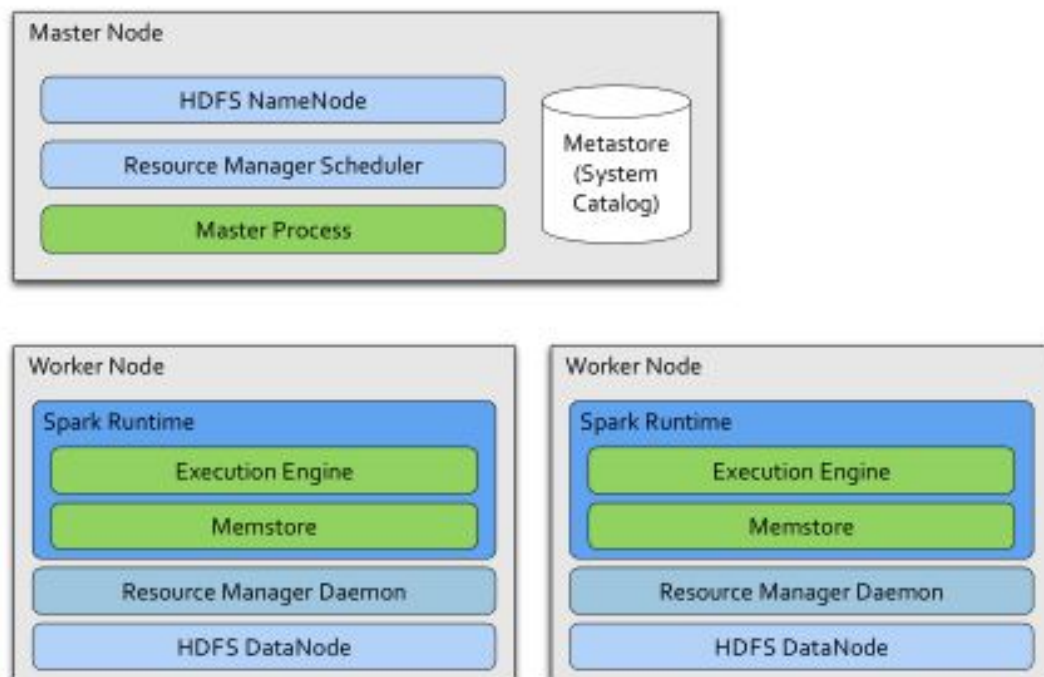 Master Node
HDFS NameNode
Resource Manager Scheduler
Master Process
Metastore
(System
Catalog)
Worker Node
Spark Runtime
Execution Engine
Memstore
Resource Manager Daemon
HDFS DataNode
Worker Node
Spark Runtime
Execution Engine
Memstore
Resource Manager Daemon
HDFS DataNode